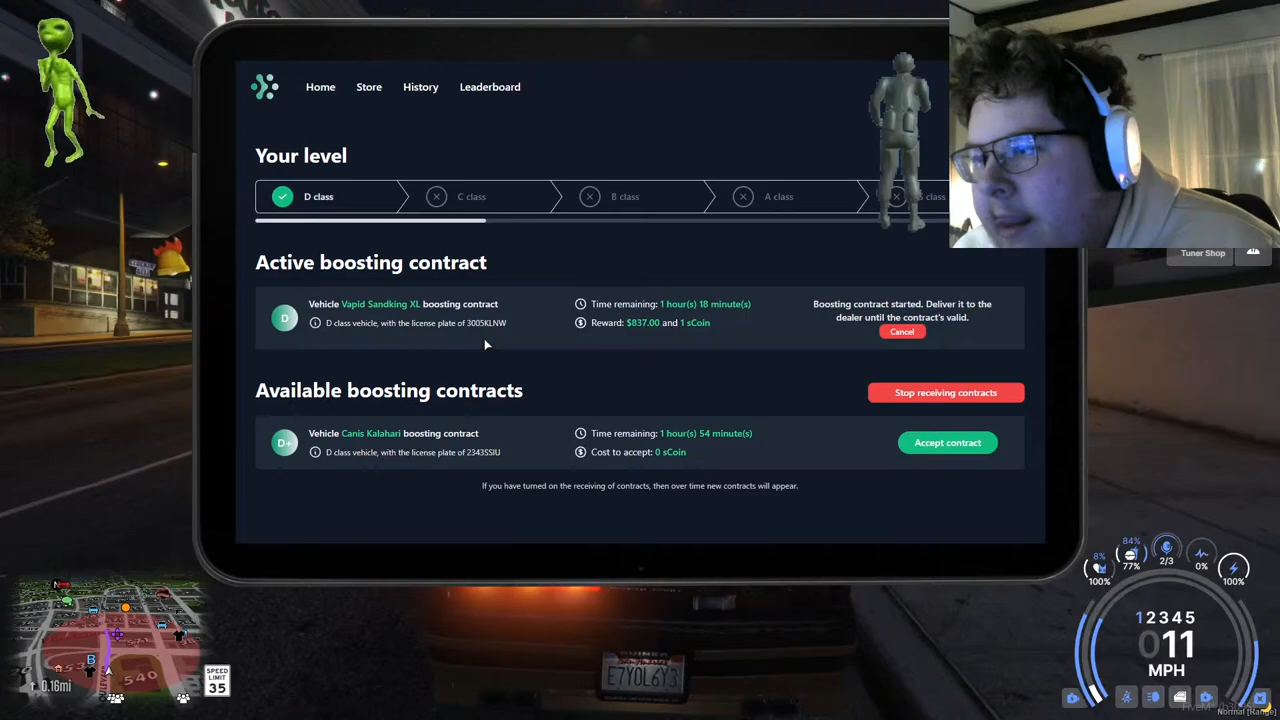 Home Store History Leaderboard
Your level
D class C class B class A class class
Active boosting contract
D
Vehicle Vapid Sandking XL boosting contract
D class vehicle, with the license plate of 3005KLNW
Time remaining: 1 hour(s) 18 minute(s)
Reward: $837.00 and 1 sCoin
Boosting contract started. Deliver it to the
dealer until the contract's valid.
Cancel
Available boosting contracts
Stop receiving contracts
D+
Vehicle Canis Kalahari boosting contract
D class vehicle, with the license plate of 2343SSIU
Time remaining: 1 hour(s) 54 minute(s)
Cost to accept: 0 sCoin
Accept contract
If you have turned on the receiving of contracts, then over time new contracts will appear.
Tuner Shop
8%
100%
84%
77%
2/3
0%
100%
12345
011
MPH
N
B
540
0.16mi
SPEED
LIMIT
35
E7YOL6Y3
Normal [Range]